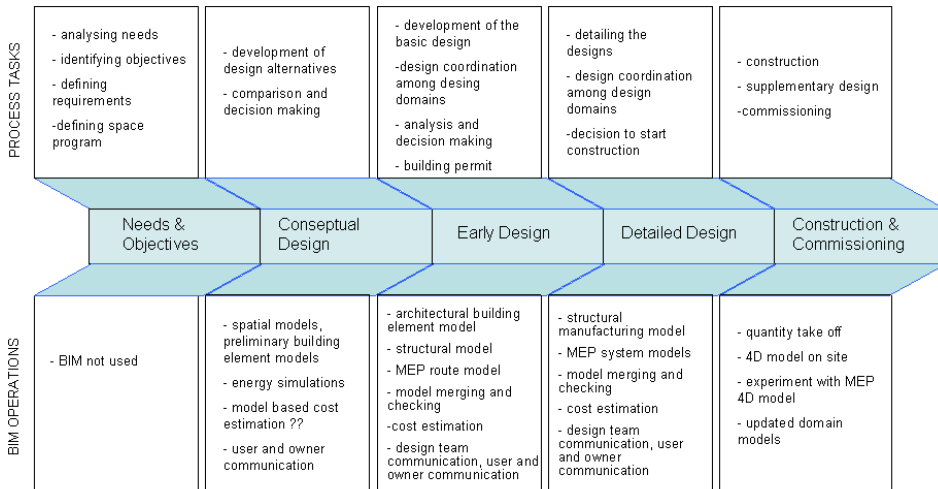 PROCESS TASKS
- analysing needs
- identifying objectives
- defining
requirements
-defining space
program
- development of
design alternatives
- comparison and
decision making
- development of the
basic design
-design coordination
among desing
domains
- analysis and
decision making
- building permit
- detailing the
designs
- design coordination
among design
domains
-decision to start
construction
- construction
- supplementary design
-commissioning
Needs &
Objectives
Conseptual
Design
Early Design
Detailed Design
Construction &
Commissioning
BIM OPERATIONS
- BIM not used
- spatial models,
preliminary building
element models
- energy simulations
- model based cost
estimation ??
- user and owner
communication
- architectural building
element model
- structural model
- MEP route model
- model merging and
checking
-cost estimation
- design team
communication, user and
owner communication
- structural
manufacturing model
- MEP system models
- model merging and
checking
- cost estimation
- design team
communication, user
and owner
communication
- quantity take off
- 4D model on site
- experiment with MEP
4D model
- updated domain
models